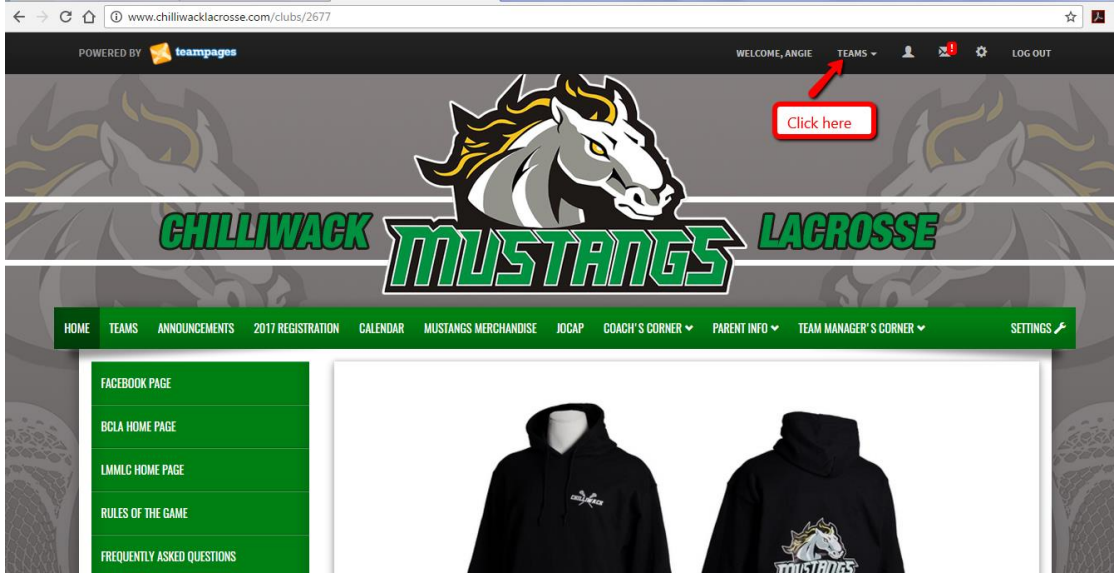 www.chilliwacklacrosse.com/clubs/2677
POWERED BY teampages
WELCOME, ANGIE TEAMS LOG OUT
Click here
CHILLIWACK MUSTANGS LACROSSE
HOME TEAMS ANNOUNCEMENTS 2017 REGISTRATION CALENDAR MUSTANGS MERCHANDISE JOCAP COACH'S CORNER PARENT INFO TEAM MANAGER'S CORNER SETTINGS
FACEBOOK PAGE
BCLA HOME PAGE
LMMLC HOME PAGE
RULES OF THE GAME
FREQUENTLY ASKED QUESTIONS
CHILLIWACK
MUSTANGS